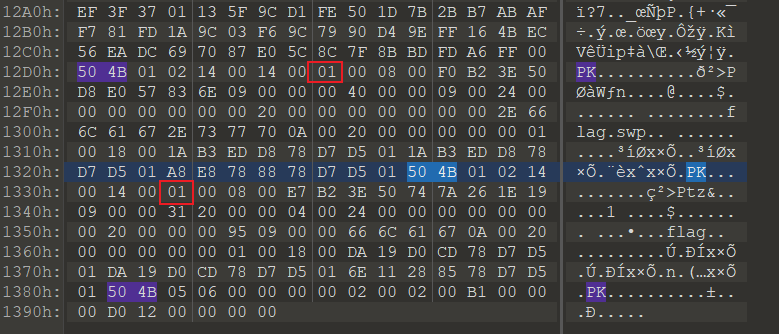 12A0h: EF 3F 37 01 13 5F 9C D1 FE 50 1D 7B 2B B7 AB AF ï?7.._œÑþP.{+·«¯
12B0h: F7 81 FD 1A 9C 03 F6 9C 79 90 D4 9E FF 16 4B EC ÷.ý.œ.öœy.Ôžÿ.Kì
12C0h: 56 EA DC 69 70 87 E0 5C 8C 7F 8B BD FD A6 FF 00 VêÜip‡à\Œ.‹½ý¦ÿ.
12D0h: 50 4B 01 02 14 00 14 00 01 00 08 00 F0 B2 3E 50 PK..........ð²>P
12E0h: D8 E0 57 83 6E 09 00 00 00 40 00 00 09 00 24 00 ØàWƒn....@....$.
12F0h: 00 00 00 00 00 00 20 00 00 00 00 00 00 00 2E 66 ...... ........f
1300h: 6C 61 67 2E 73 77 70 0A 00 20 00 00 00 00 00 01 lag.swp.. ......
1310h: 00 18 00 1A B3 ED D8 78 D7 D5 01 1A B3 ED D8 78 ....³íØx×Õ..³íØx
1320h: D7 D5 01 A8 E8 78 88 78 D7 D5 01 50 4B 01 02 14 ×Õ.¨èxˆx×Õ.PK...
1330h: 00 14 00 01 00 08 00 E7 B2 3E 50 74 7A 26 1E 19 .......ç²>Ptz&..
1340h: 09 00 00 31 20 00 00 04 00 24 00 00 00 00 00 00 ...1 ....$......
1350h: 00 20 00 00 00 95 09 00 00 66 6C 61 67 0A 00 20 . ...•...flag..
1360h: 00 00 00 00 00 01 00 18 00 DA 19 D0 CD 78 D7 D5 .........Ú.ÐÍx×Õ
1370h: 01 DA 19 D0 CD 78 D7 D5 01 6E 11 28 85 78 D7 D5 .Ú.ÐÍx×Õ.n.(…x×Õ
1380h: 01 50 4B 05 06 00 00 00 00 02 00 02 00 B1 00 00 .PK..........±..
1390h: 00 D0 12 00 00 00 00 .Ð.....